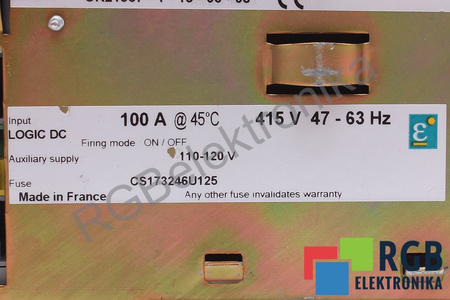 100 A @ 45°C 415 V 47 - 63 Hz
Input
LOGIC DC
Firing mode ON / OFF
Auxiliary supply 110-120 V
Fuse CS173246U125
Made in France Any other fuse invalidates warranty
RGBelektronika
RGB
ELEKTRONIKA